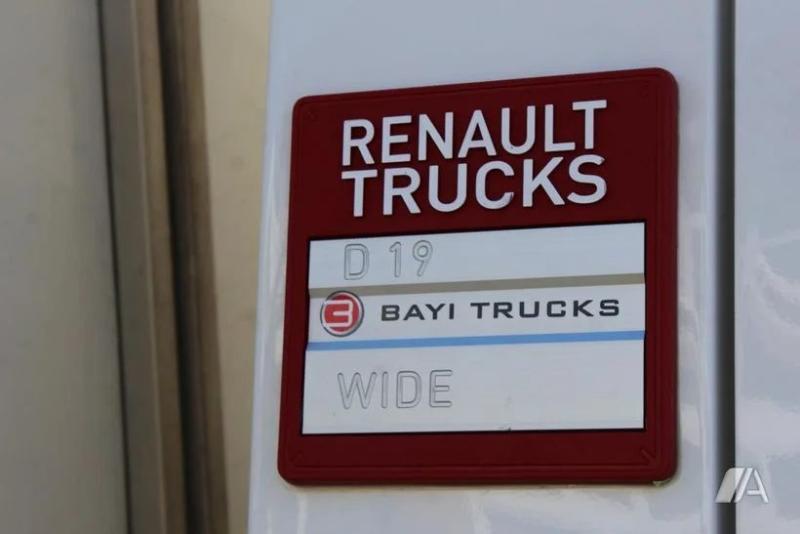 RENAULT
TRUCKS
D 19
BAYI TRUCKS
WIDE